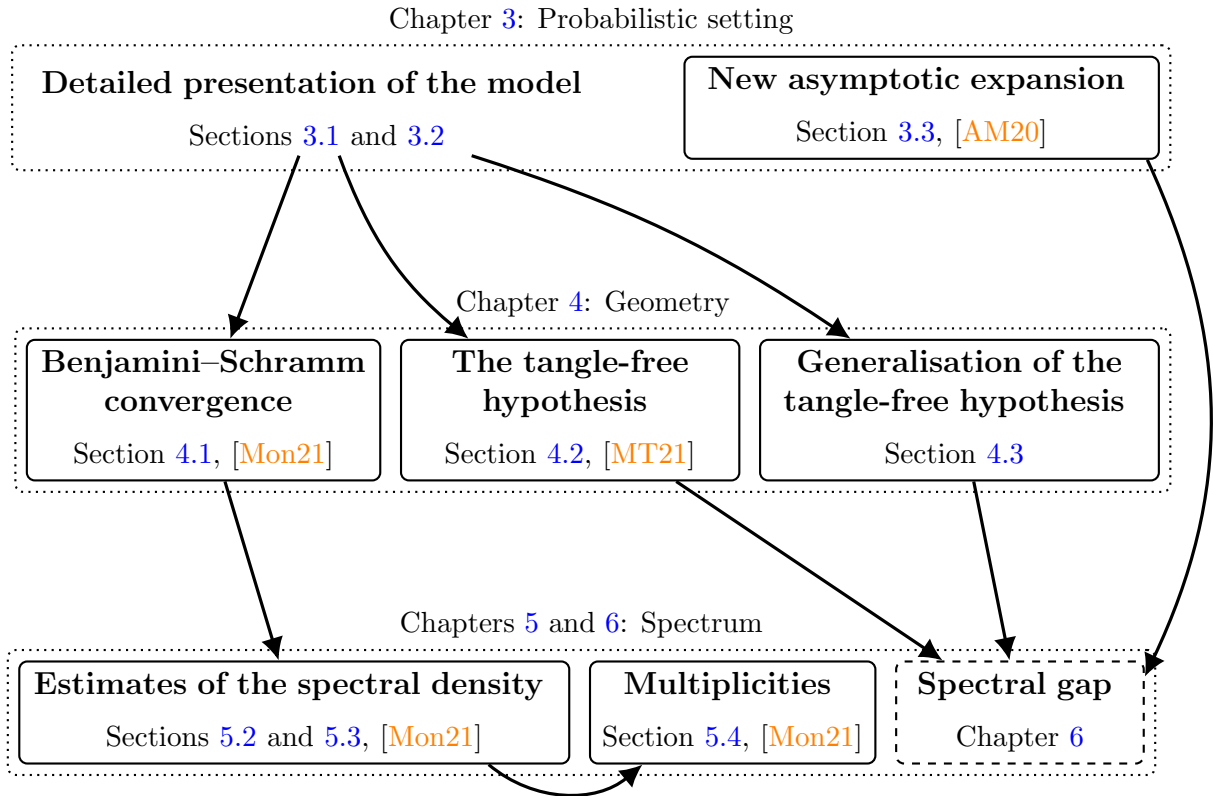 Chapter 3: Probabilistic setting
Detailed presentation of the model
Sections 3.1 and 3.2
New asymptotic expansion
Section 3.3, [AM20]
Chapter 4: Geometry
Benjamini–Schramm
convergence
Section 4.1, [Mon21]
The tangle-free
hypothesis
Section 4.2, [MT21]
Generalisation of the
tangle-free hypothesis
Section 4.3
Chapters 5 and 6: Spectrum
Estimates of the spectral density
Sections 5.2 and 5.3, [Mon21]
Multiplicities
Section 5.4, [Mon21]
Spectral gap
Chapter 6